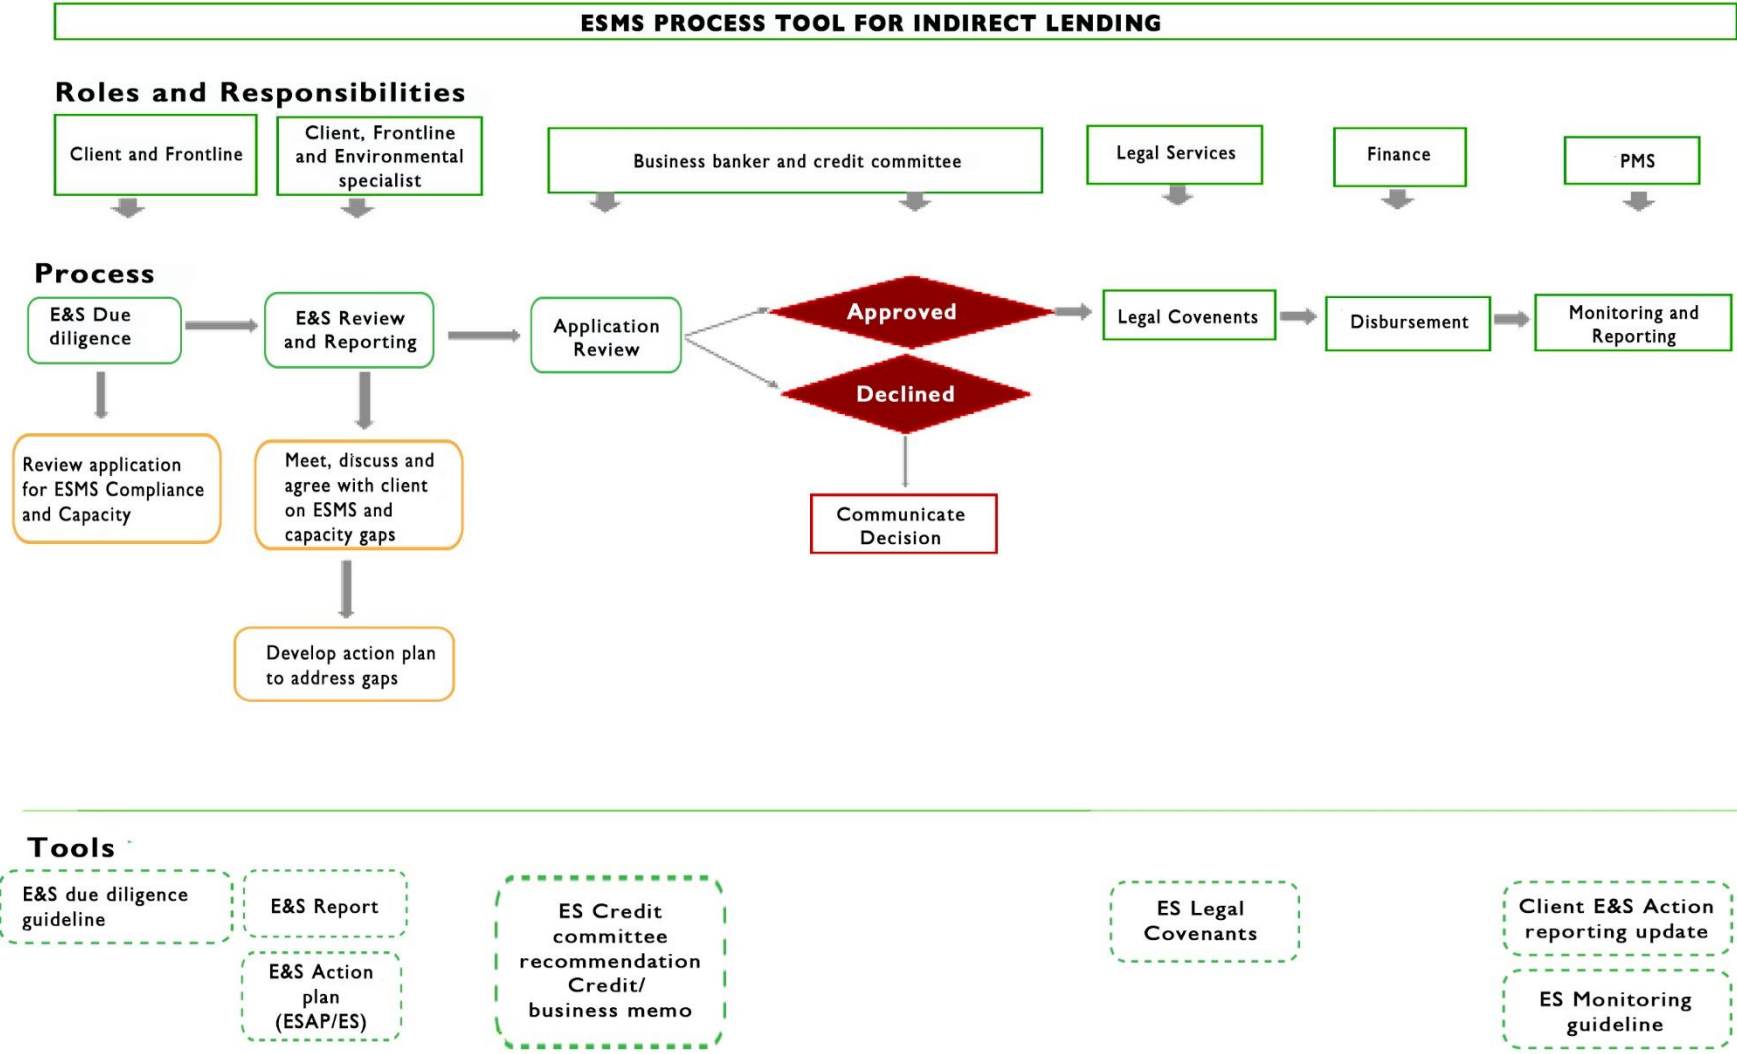 ESMS PROCESS TOOL FOR INDIRECT LENDING
Roles and Responsibilities
Client and Frontline
Client, Frontline
and Environmental
specialist
Business banker and credit committee
Legal Services
Finance
PMS
Process
E&S Due
diligence
E&S Review
and Reporting
Application
Review
Approved
Declined
Legal Covenents
Disbursement
Monitoring and
Reporting
Review application
for ESMS Compliance
and Capacity
Meet, discuss and
agree with client
on ESMS and
capacity gaps
Communicate
Decision
Develop action plan
to address gaps
Tools
E&S due diligence
guideline
E&S Report
E&S Action
plan
(ESAP/ES)
ES Credit
committee
recommendation
Credit/
business memo
ES Legal
Covenants
Client E&S Action
reporting update
ES Monitoring
guideline